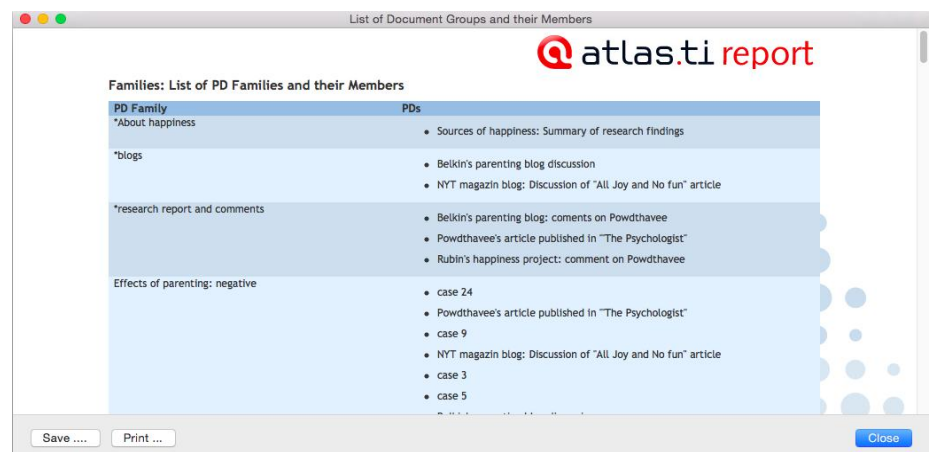 List of Document Groups and their Members
atlas.ti report
Families: List of PD Families and their Members
PD Family PDs
*About happiness
• Sources of happiness: Summary of research findings
*blogs
• Belkin's parenting blog discussion
• NYT magazin blog: Discussion of "All Joy and No fun" article
*research report and comments
• Belkin's parenting blog: coments on Powdthavee
• Powdthavee's article published in "The Psychologist"
• Rubin's happiness project: comment on Powdthavee
Effects of parenting: negative
• case 24
• Powdthavee's article published in "The Psychologist"
• case 9
• NYT magazin blog: Discussion of "All Joy and No fun" article
• case 3
• case 5
Save .... Print ... Close